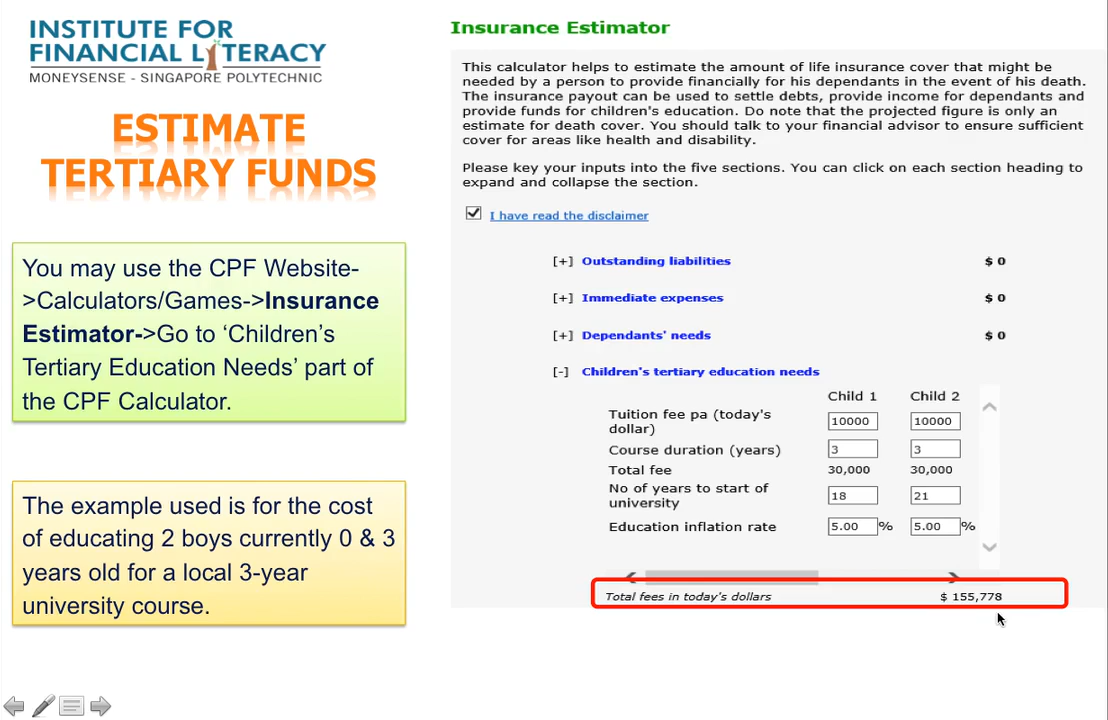 INSTITUTE FOR
FINANCIAL LITERACY
MONEYSENSE - SINGAPORE POLYTECHNIC
ESTIMATE
TERTIARY FUNDS
You may use the CPF Website-
>Calculators/Games->Insurance
Estimator->Go to ‘Children’s
Tertiary Education Needs’ part of
the CPF Calculator.
The example used is for the cost
of educating 2 boys currently 0 & 3
years old for a local 3-year
university course.
Insurance Estimator
This calculator helps to estimate the amount of life insurance cover that might be
needed by a person to provide financially for his dependants in the event of his death.
The insurance payout can be used to settle debts, provide income for dependants and
provide funds for children's education. Do note that the projected figure is only an
estimate for death cover. You should talk to your financial advisor to ensure sufficient
cover for areas like health and disability.
Please key your inputs into the five sections. You can click on each section heading to
expand and collapse the section.
I have read the disclaimer
[+] Outstanding liabilities $ 0
[+] Immediate expenses $ 0
[+] Dependants' needs $ 0
[-] Children's tertiary education needs
Child 1 Child 2
Tuition fee pa (today's
dollar) 10000 10000
Course duration (years) 3 3
Total fee 30,000 30,000
No of years to start of
university 18 21
Education inflation rate 5.00 % 5.00 %
Total fees in today's dollars $ 155,778